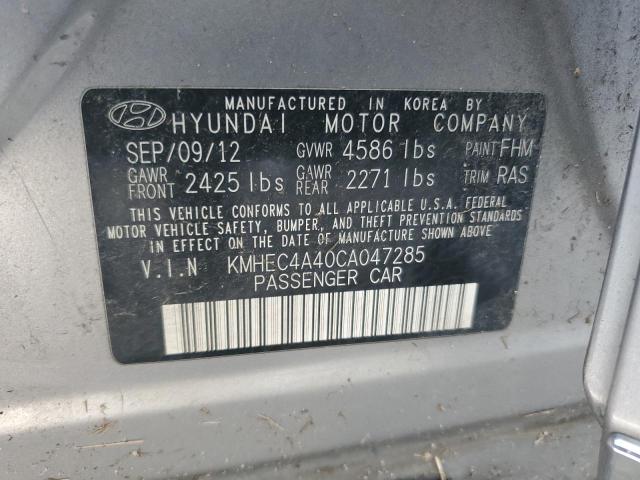 MANUFACTURED IN KOREA BY
HYUNDAI MOTOR COMPANY
SEP/09/12 GVWR 4586 lbs PAINT FHM
GAWR FRONT 2425 lbs GAWR REAR 2271 lbs TRIM RAS
THIS VEHICLE CONFORMS TO ALL APPLICABLE U.S.A. FEDERAL
MOTOR VEHICLE SAFETY, BUMPER, AND THEFT PREVENTION STANDARDS
IN EFFECT ON THE DATE OF MANUFACTURE SHOWN ABOVE
V.I.N KMHEC4A40CA047285
PASSENGER CAR